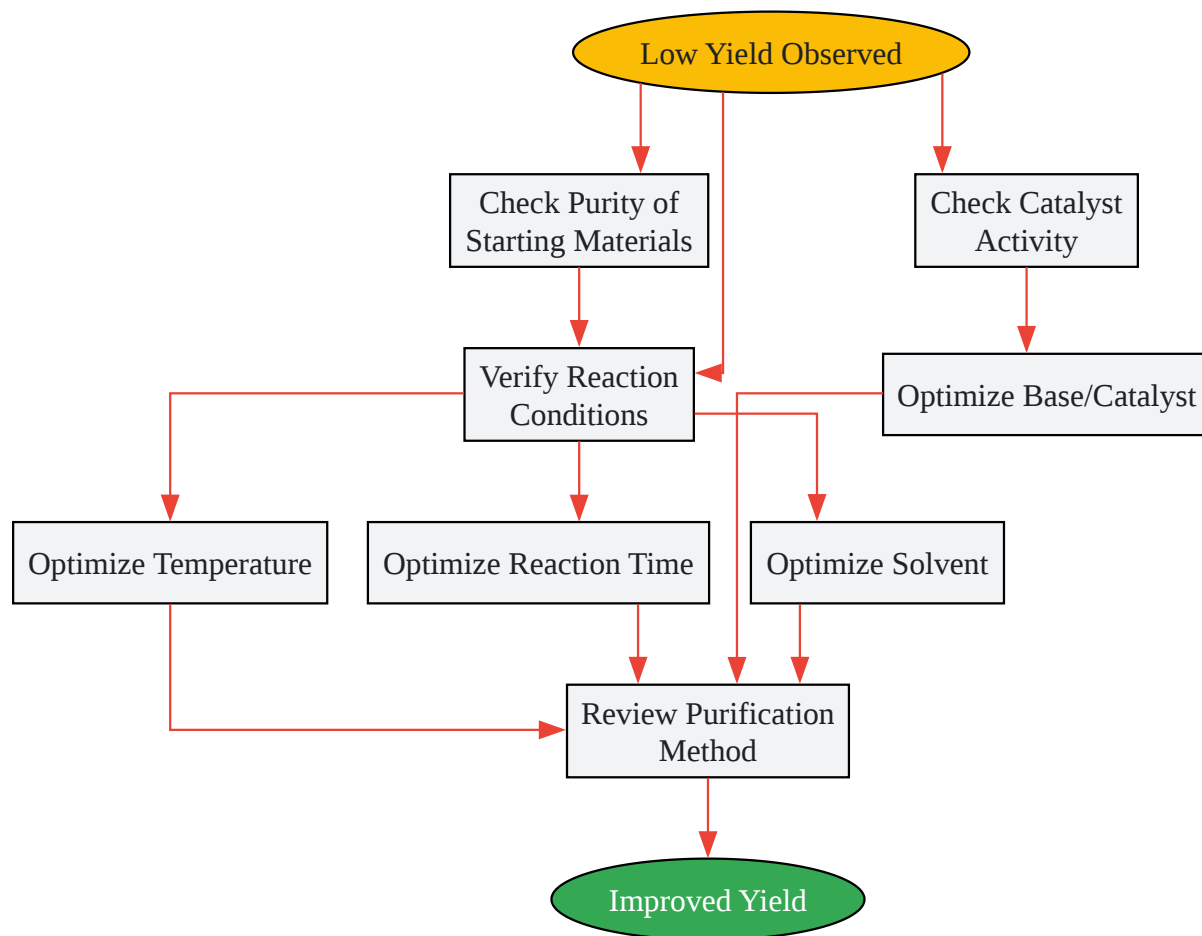 Low Yield Observed
Check Purity of
Starting Materials
Check Catalyst
Activity
Verify Reaction
Conditions
Optimize Base/Catalyst
Optimize Temperature
Optimize Reaction Time
Optimize Solvent
Review Purification
Method
Improved Yield